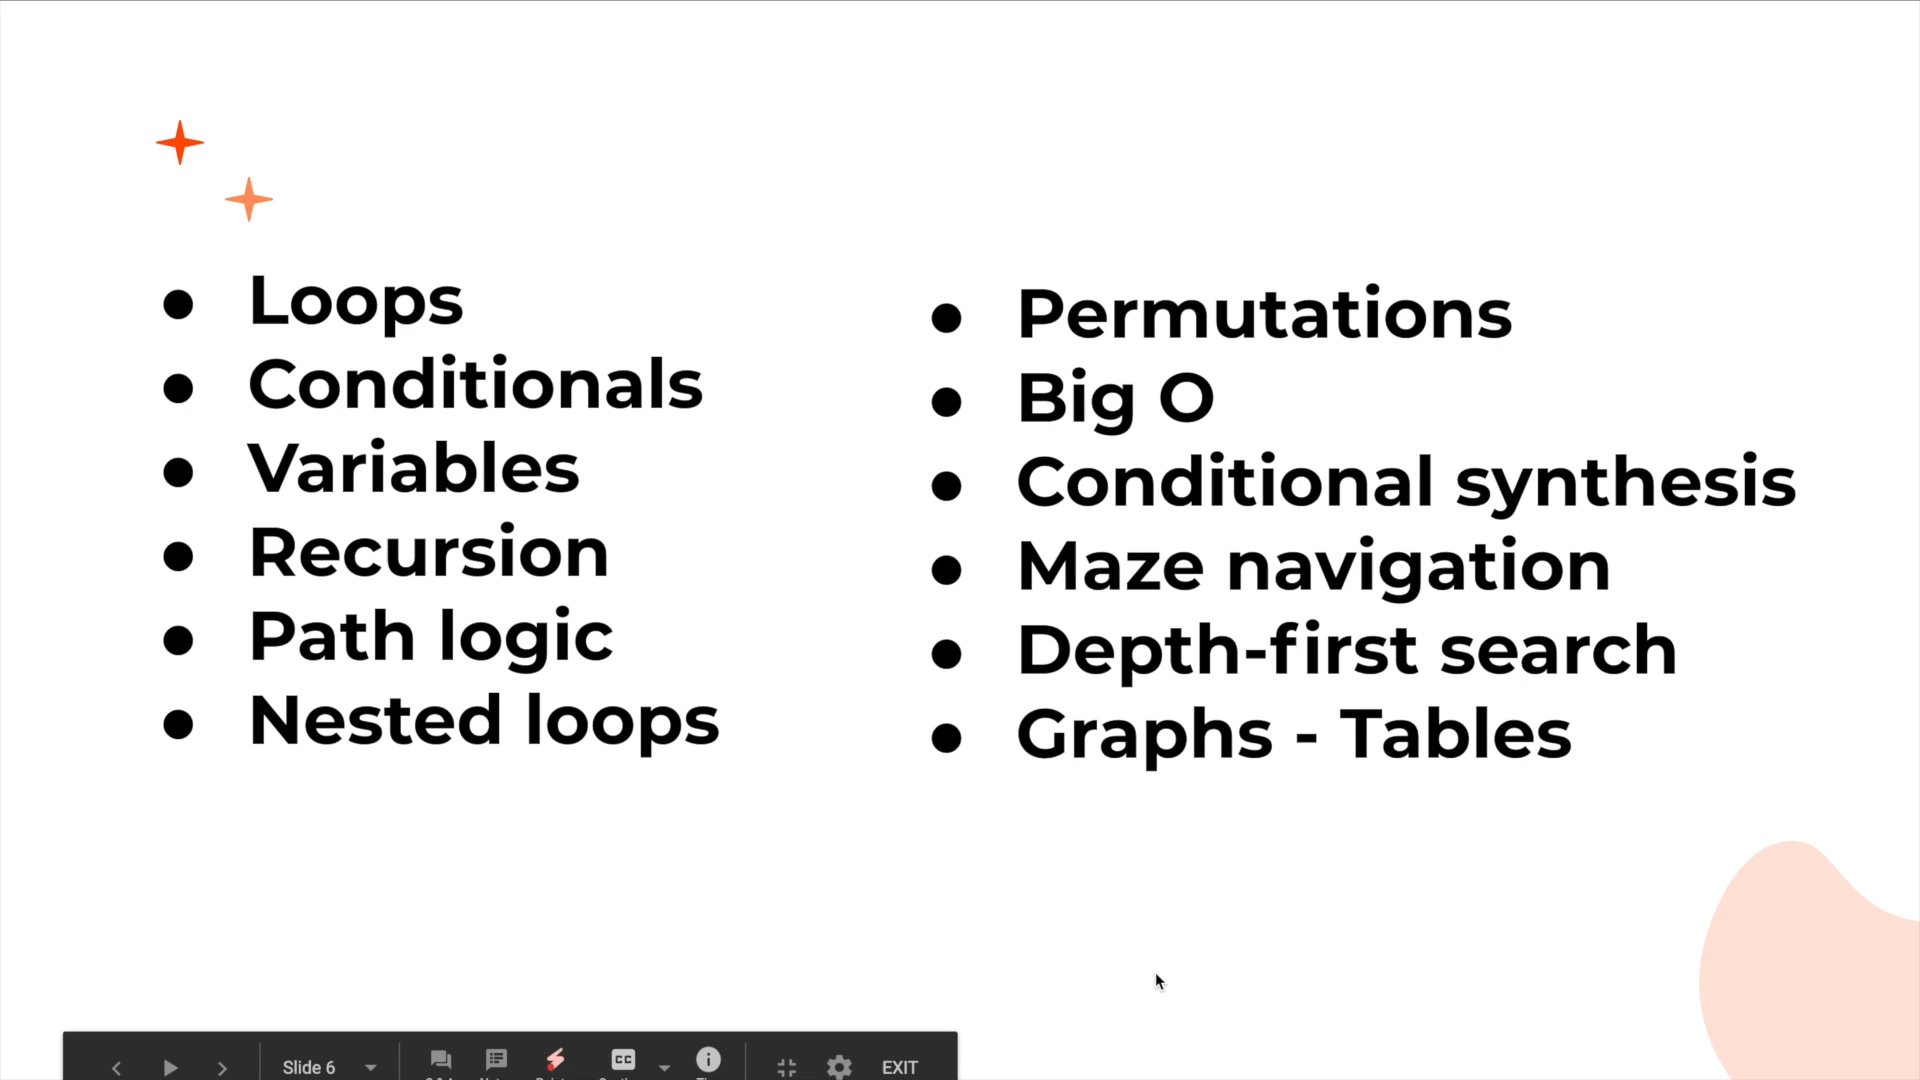 Loops
Conditionals
Variables
Recursion
Path logic
Nested loops
Permutations
Big O
Conditional synthesis
Maze navigation
Depth-first search
Graphs - Tables
Slide 6
CC
EXIT